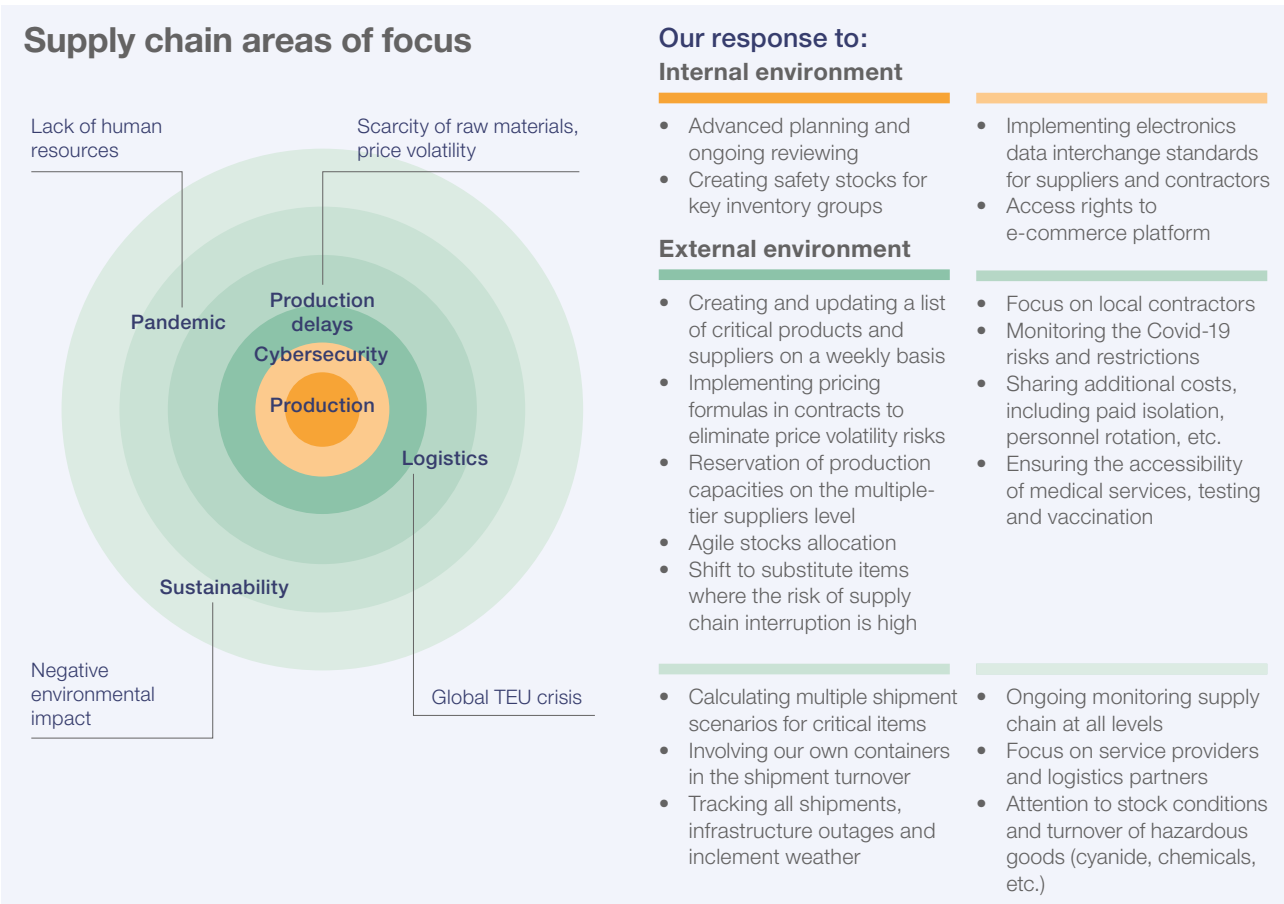 Supply chain areas of focus
Lack of human
resources
Scarcity of raw materials,
price volatility
Pandemic
Production
delays
Cybersecurity
Production
Logistics
Sustainability
Negative
environmental
impact
Global TEU crisis
Our response to:
Internal environment
• Advanced planning and
ongoing reviewing
• Creating safety stocks for
key inventory groups
• Implementing electronics
data interchange standards
for suppliers and contractors
• Access rights to
e-commerce platform
External environment
• Creating and updating a list
of critical products and
suppliers on a weekly basis
• Implementing pricing
formulas in contracts to
eliminate price volatility risks
• Reservation of production
capacities on the multiple-
tier suppliers level
• Agile stocks allocation
• Shift to substitute items
where the risk of supply
chain interruption is high
• Focus on local contractors
• Monitoring the Covid-19
risks and restrictions
• Sharing additional costs,
including paid isolation,
personnel rotation, etc.
• Ensuring the accessibility
of medical services, testing
and vaccination
• Calculating multiple shipment
scenarios for critical items
• Involving our own containers
in the shipment turnover
• Tracking all shipments,
infrastructure outages and
inclement weather
• Ongoing monitoring supply
chain at all levels
• Focus on service providers
and logistics partners
• Attention to stock conditions
and turnover of hazardous
goods (cyanide, chemicals,
etc.)